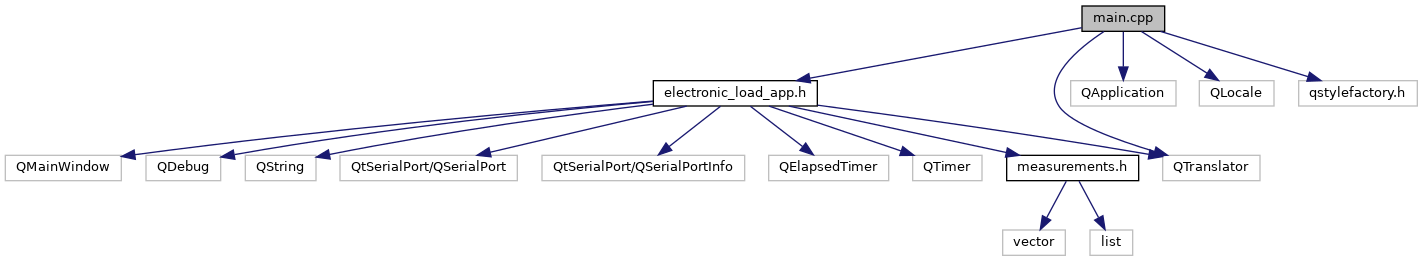 main.cpp
electronic_load_app.h
QApplication
QLocale
qstylefactory.h
QMainWindow
QDebug
QString
QtSerialPort/QSerialPort
QtSerialPort/QSerialPortInfo
QElapsedTimer
QTimer
measurements.h
QTranslator
vector
list